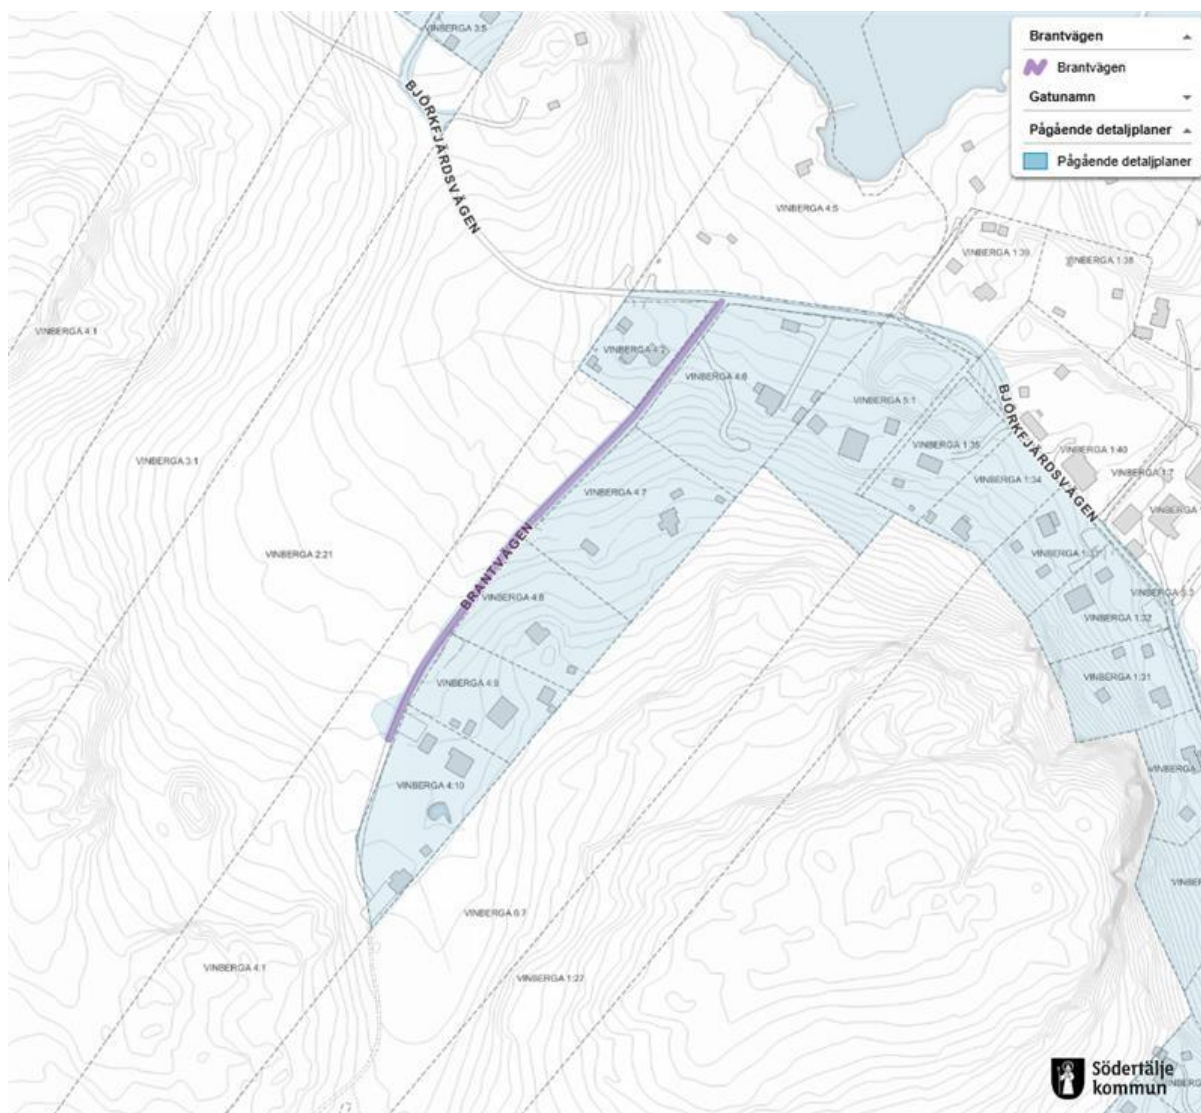 Brantvägen
Brantvägen
Gatunamn
Pågående detaljplaner
Pågående detaljplaner
VINBERGA 3:5
BJÖRKFJÄRDSVÄGEN
VINBERGA 4:5
VINBERGA 1:39
VINBERGA 1:38
VINBERGA 4:1
VINBERGA 4:6
VINBERGA 5:1
BJÖRKFJÄRDSVÄGEN
VINBERGA 1:35
VINBERGA 1:40
VINBERGA 3:1
VINBERGA 1:34
VINBERGA 4:7
VINBERGA 2:21
BRANTVÄGEN
VINBERGA 4:8
VINBERGA 1:32
VINBERGA 4:9
VINBERGA 1:31
VINBERGA 4:10
VINBERGA 6:7
VINBERGA 4:1
VINBERGA 1:27
Södertälje
kommun